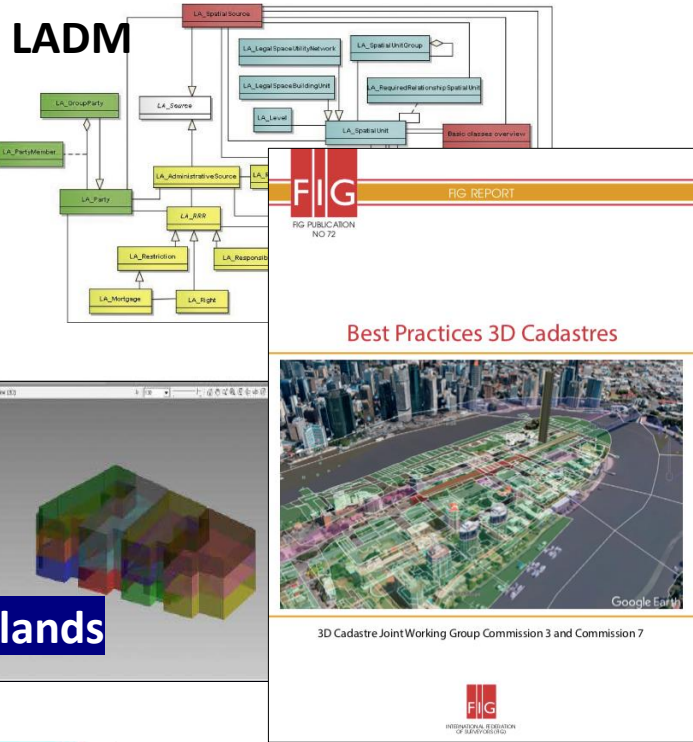 LADM
LA_SpatialSource
LA_LegalSpaceUtilityNetwork
LA_SpatialUnitGroup
LA_LegalSpaceBuildingUnit
LA_RequiredRelationshipSpatialUnit
LA_GroupParty
LA_Source
LA_Level
LA_SpatialUnit
Basic classes overview
LA_PartyMember
LA_AdministrativeSource
LA_Party
LA_RRR
LA_Restriction
LA_Responsib
LA_Mortgage
LA_Right
FIG
FIG REPORT
FIG PUBLICATION
NO 72
Best Practices 3D Cadastres
Google Earth
3D Cadastre Joint Working Group Commission 3 and Commission 7
FIG
INTERNATIONAL FEDERATION
OF SURVEYORS (FIG)
lands